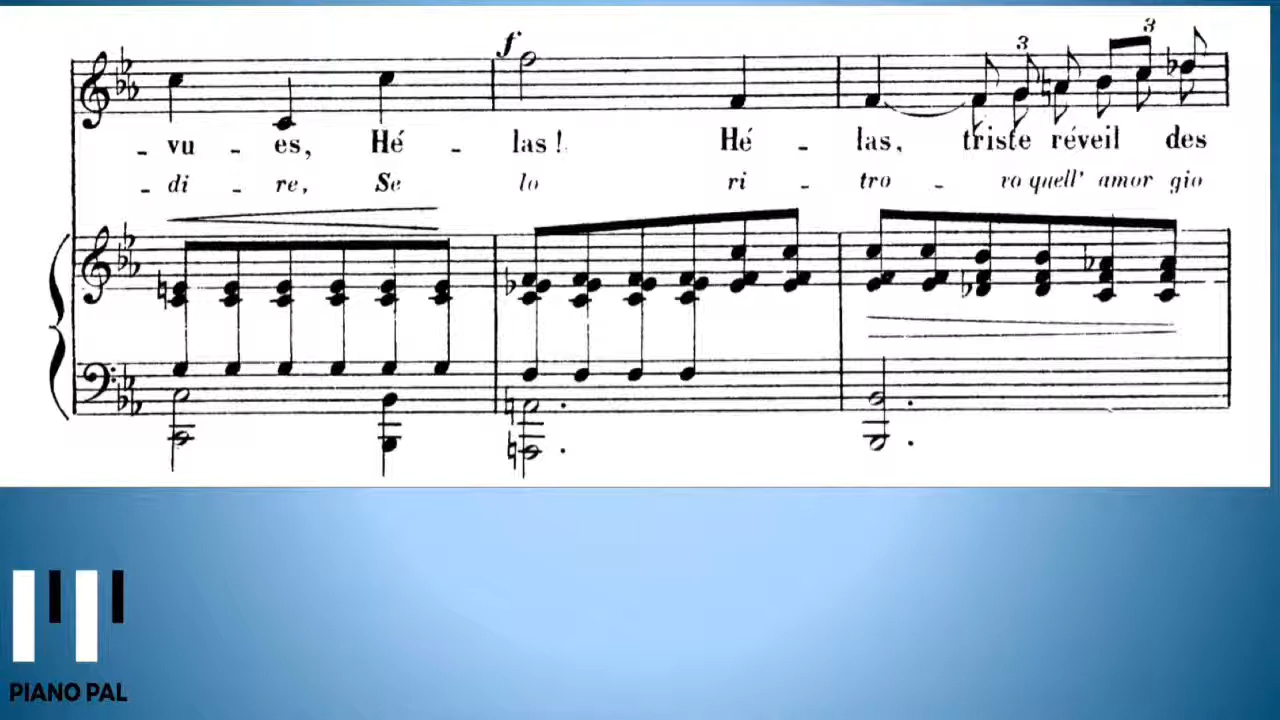 f
3 3
- vu - es, Hé - las! Hé - las, triste réveil des
- di - re, Se lo ri - tro - vo quell' amor gio
PIANO PAL